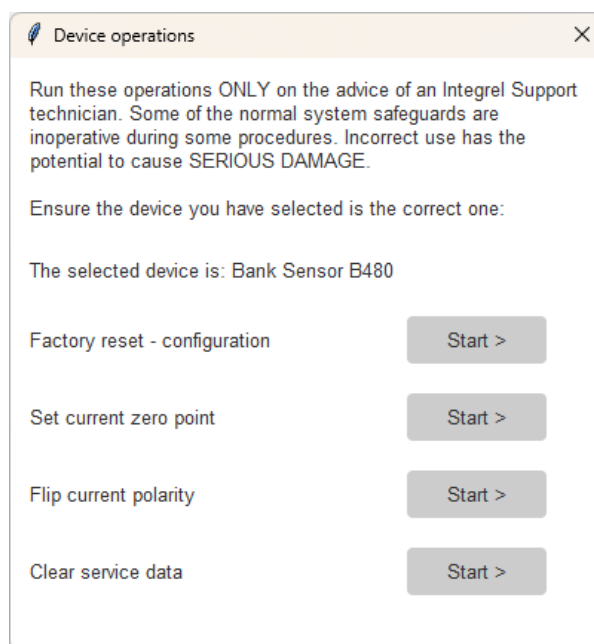 Device operations
Run these operations ONLY on the advice of an Integrel Support
technician. Some of the normal system safeguards are
inoperative during some procedures. Incorrect use has the
potential to cause SERIOUS DAMAGE.
Ensure the device you have selected is the correct one:
The selected device is: Bank Sensor B480
Factory reset - configuration Start >
Set current zero point Start >
Flip current polarity Start >
Clear service data Start >